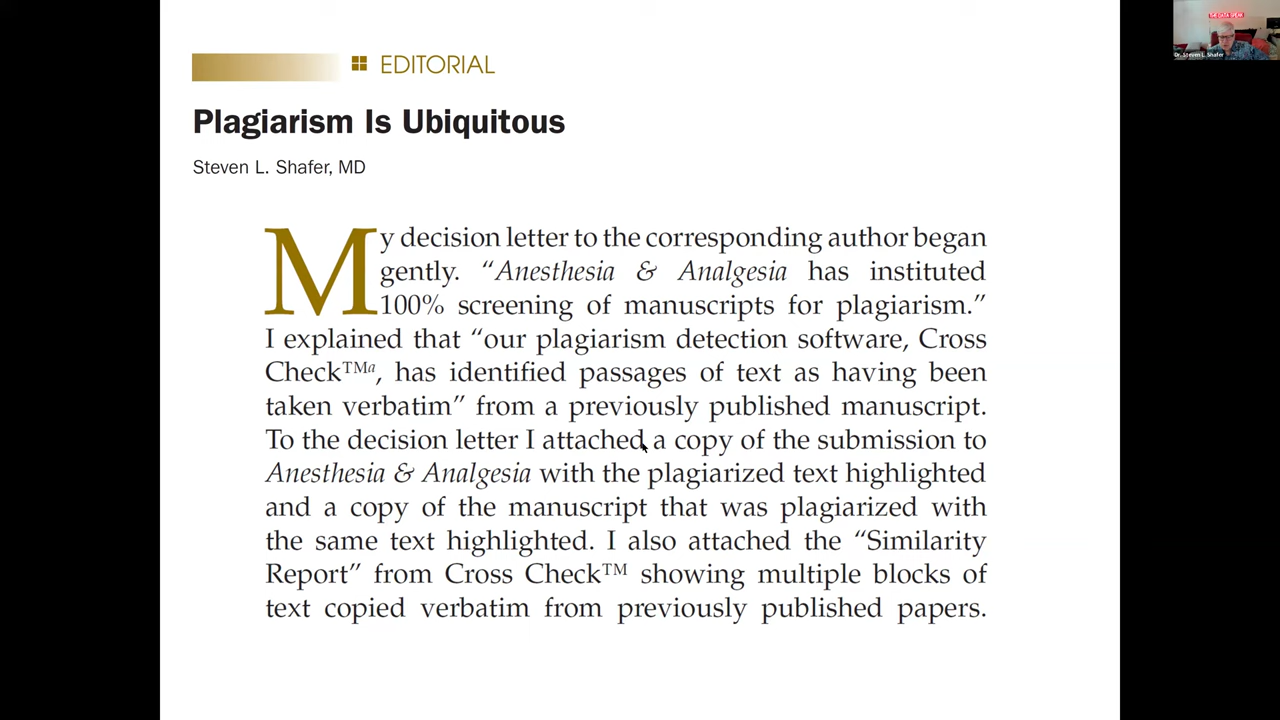 EDITORIAL
Dr. Steven L. Shafer
Plagiarism Is Ubiquitous
Steven L. Shafer, MD
My decision letter to the corresponding author began
gently. “Anesthesia & Analgesia has instituted
100% screening of manuscripts for plagiarism.”
I explained that “our plagiarism detection software, Cross
Check™a, has identified passages of text as having been
taken verbatim” from a previously published manuscript.
To the decision letter I attached a copy of the submission to
Anesthesia & Analgesia with the plagiarized text highlighted
and a copy of the manuscript that was plagiarized with
the same text highlighted. I also attached the “Similarity
Report” from Cross Check™ showing multiple blocks of
text copied verbatim from previously published papers.